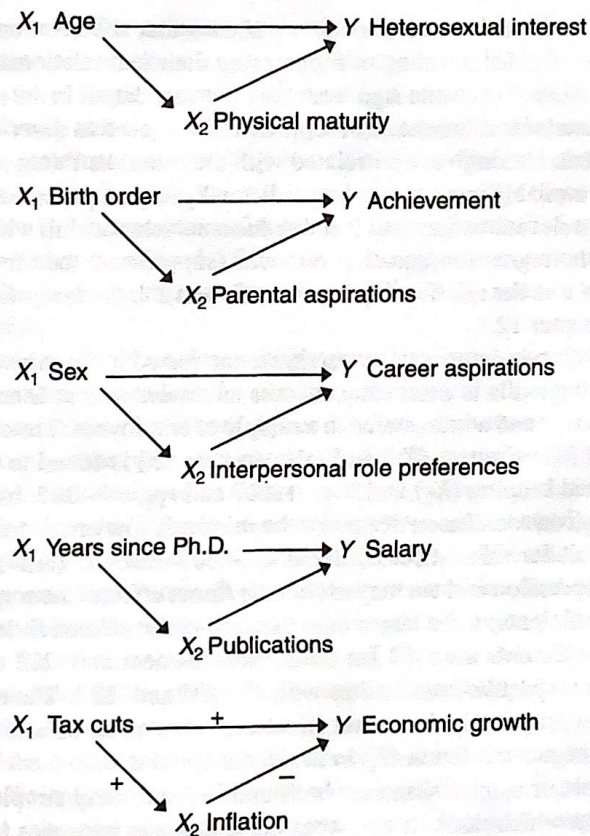 X₁ Age Y Heterosexual interest
X₂ Physical maturity
X₁ Birth order Y Achievement
X₂ Parental aspirations
X₁ Sex Y Career aspirations
X₂ Interpersonal role preferences
X₁ Years since Ph.D. Y Salary
X₂ Publications
X₁ Tax cuts + Y Economic growth
+ −
X₂ Inflation